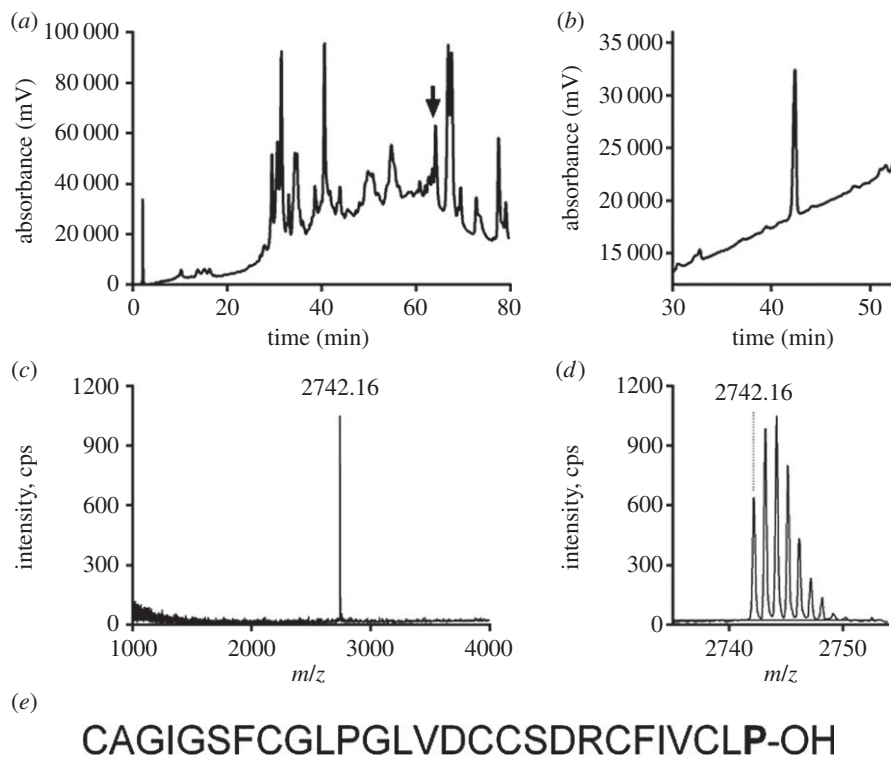 (a)
100 000
80 000
60 000
40 000
20 000
0
absorbance (mV)
0 20 40 60 80
time (min)
(b)
35 000
30 000
25 000
20 000
15 000
absorbance (mV)
30 40 50
time (min)
(c)
2742.16
1200
900
600
300
0
intensity, cps
1000 2000 3000 4000
m/z
(d)
2742.16
1200
900
600
300
0
intensity, cps
2740 2750
m/z
(e)
CAGIGSFCGLPGLVDCCSDRCFIVCLP-OH